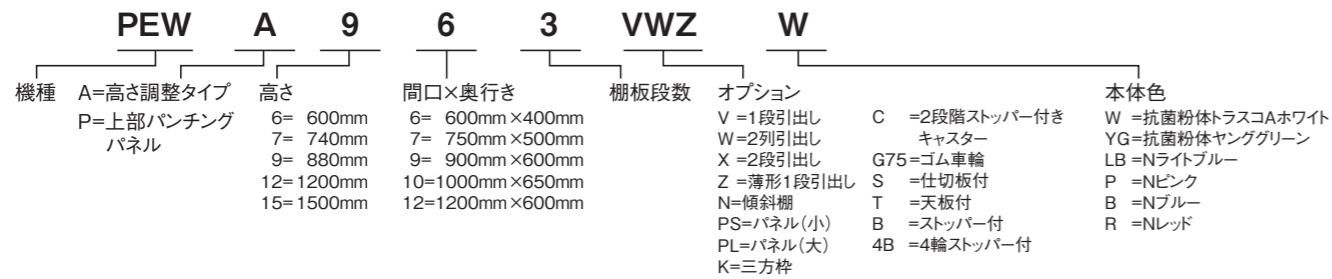 PEW A 9 6 3 VWZ W
機種
A=高さ調整タイプ
P=上部パンチング
パネル
高さ
6= 600mm
7= 740mm
9= 880mm
12=1200mm
15=1500mm
間口×奥行き
6= 600mm×400mm
7= 750mm×500mm
9= 900mm×600mm
10=1000mm×650mm
12=1200mm×600mm
棚板段数
オプション
V =1段引出し
W=2列引出し
X =2段引出し
Z =薄形1段引出し
N=傾斜棚
PS=パネル(小)
PL=パネル(大)
K=三方枠
C =2段階ストッパー付き
キャスター
G75=ゴム車輪
S =仕切板付
T =天板付
B =ストッパー付
4B =4輪ストッパー付
本体色
W =抗菌粉体トラスコAホワイト
YG=抗菌粉体ヤンググリーン
LB =Nライトブルー
P =Nピンク
B =Nブルー
R =Nレッド